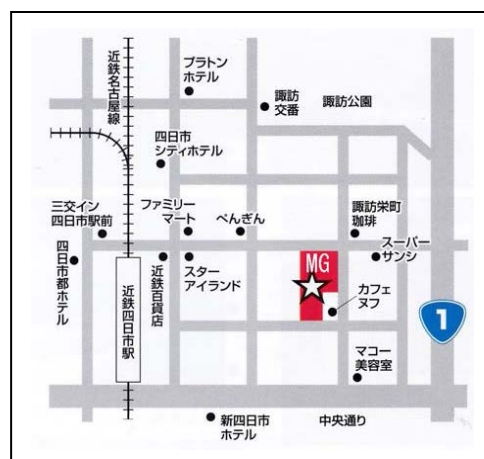 近鉄名古屋線
プラトン
ホテル
諏訪
交番
諏訪公園
四日市
シティホテル
三交イン
四日市駅前
ファミリー
マート
ぺんぎん
諏訪栄町
珈琲
スーパー
サンシ
四日市都ホテル
近鉄四日市駅
近鉄百貨店
スター
アイランド
MG
カフェ
ヌフ
1
マコー
美容室
新四日市
ホテル
中央通り